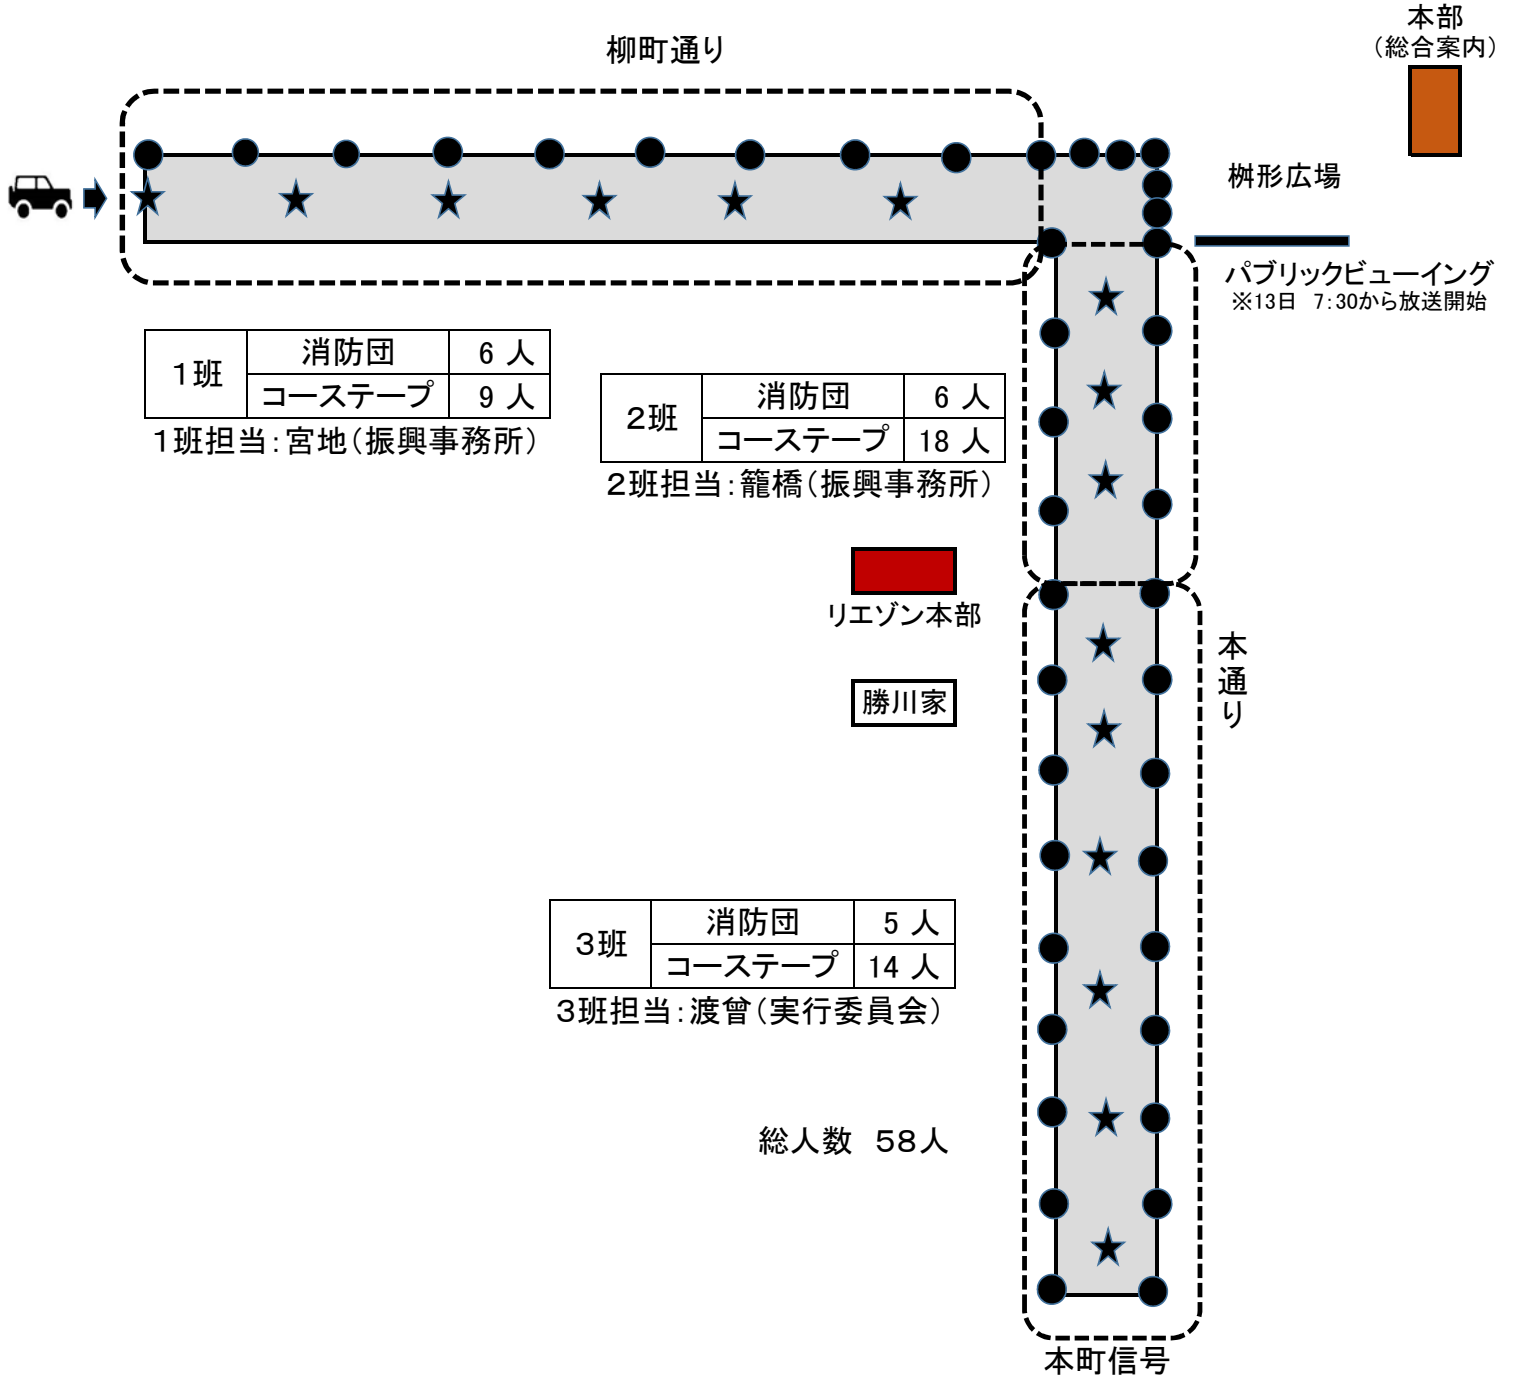 本部
（総合案内）
柳町通り
桝形広場
パブリックビューイング
※13日　7:30から放送開始
1班
消防団　6 人
コーステープ　9 人
1班担当：宮地（振興事務所）
2班
消防団　6 人
コーステープ　18 人
2班担当：籠橋（振興事務所）
リエゾン本部
勝川家
本通り
3班
消防団　5 人
コーステープ　14 人
3班担当：渡曾（実行委員会）
総人数　58人
本町信号